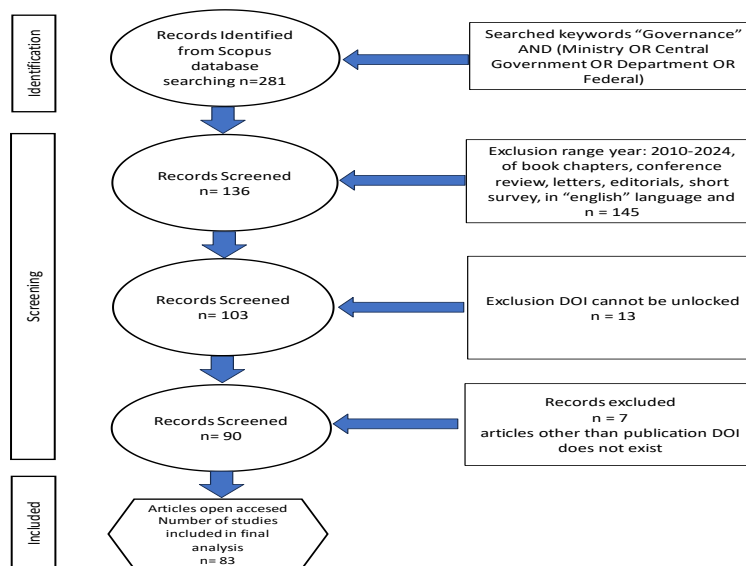 Identification
Records Identified
from Scopus
database
searching n=281
Searched keywords “Governance”
AND (Ministry OR Central
Government OR Department OR
Federal)
Screening
Records Screened
n= 136
Exclusion range year: 2010-2024,
of book chapters, conference
review, letters, editorials, short
survey, in “english” language and
n = 145
Records Screened
n= 103
Exclusion DOI cannot be unlocked
n = 13
Records Screened
n= 90
Records excluded
n = 7
articles other than publication DOI
does not exist
Included
Articles open accesed
Number of studies
included in final
analysis
n= 83